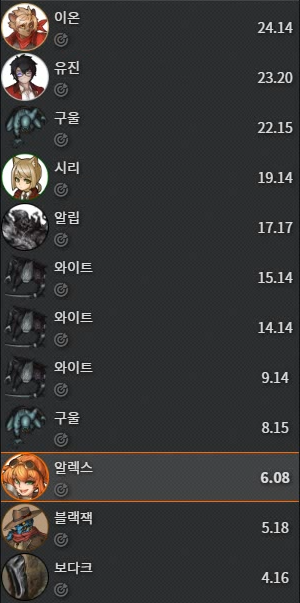 이온
24.14
유진
23.20
구울
22.15
시리
19.14
알립
17.17
와이트
15.14
와이트
14.14
와이트
9.14
구울
8.15
알렉스
6.08
블랙잭
5.18
보다크
4.16